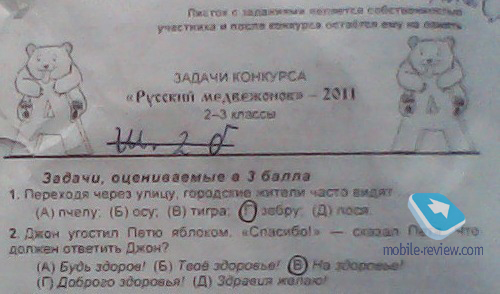 Листок с заданиями является собственностью
участника и после конкурса остаётся ему на память
ЗАДАЧИ КОНКУРСА
«Русский медвежонок» – 2011
2–3 классы
2 б
Задачи, оцениваемые в 3 балла
1. Переходя через улицу, городские жители часто видят
(А) пчелу; (Б) осу; (В) тигра; (Г) зебру; (Д) лося.
2. Джон угостил Петю яблоком. «Спасибо!» — сказал что
должен ответить Джон?
(А) Будь здоров! (Б) Твоё здоровье! (В) На здоровье!
(Г) Доброго здоровья! (Д) Здравия желаю!
mobile-review.com